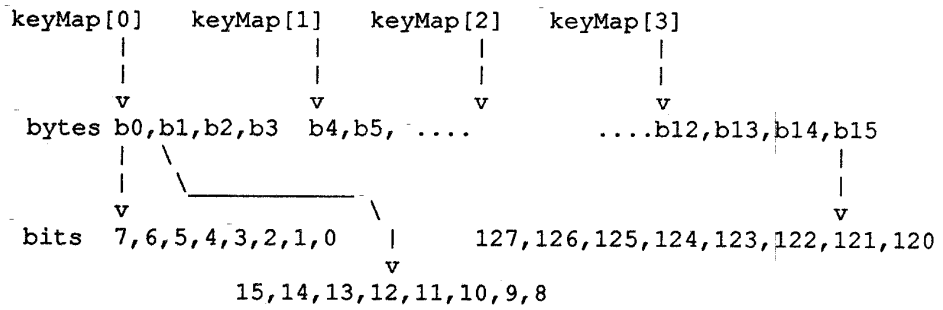 keyMap[0] keyMap[1] keyMap[2] keyMap[3]
bytes b0,b1,b2,b3 b4,b5, .... ....b12,b13,b14,b15
bits 7,6,5,4,3,2,1,0 127,126,125,124,123,122,121,120
15,14,13,12,11,10,9,8